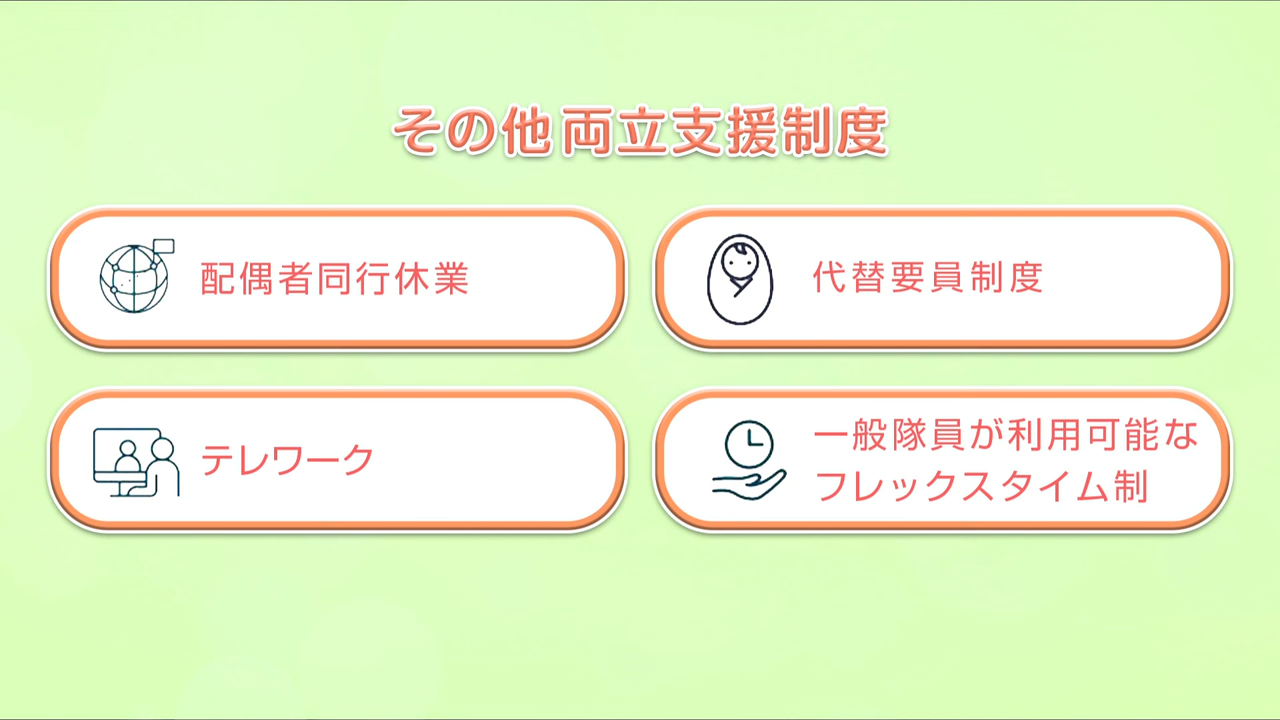 その他両立支援制度
配偶者同行休業
代替要員制度
テレワーク
一般隊員が利用可能な
フレックスタイム制